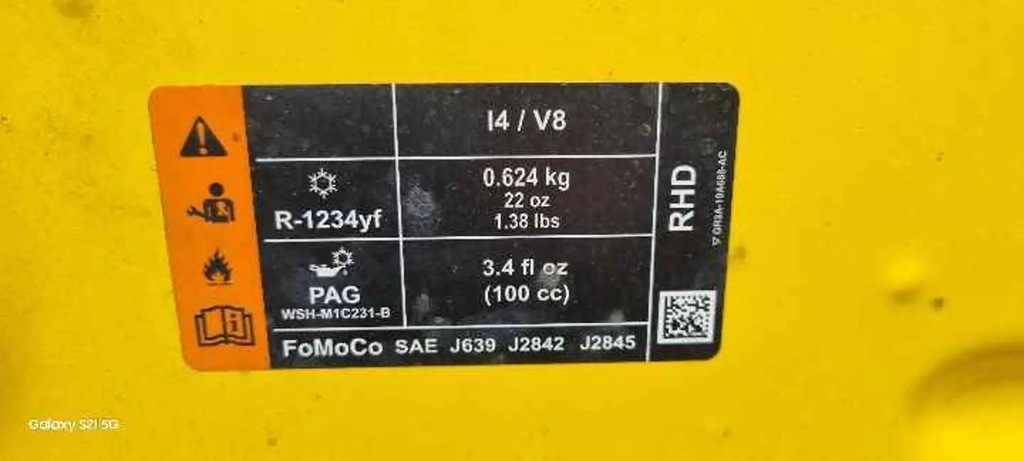 I4 / V8
R-1234yf
0.624 kg
22 oz
1.38 lbs
PAG
WSH-M1C231-B
3.4 fl oz
(100 cc)
FoMoCo SAE J639 J2842 J2845
RHD
Galaxy S21 5G